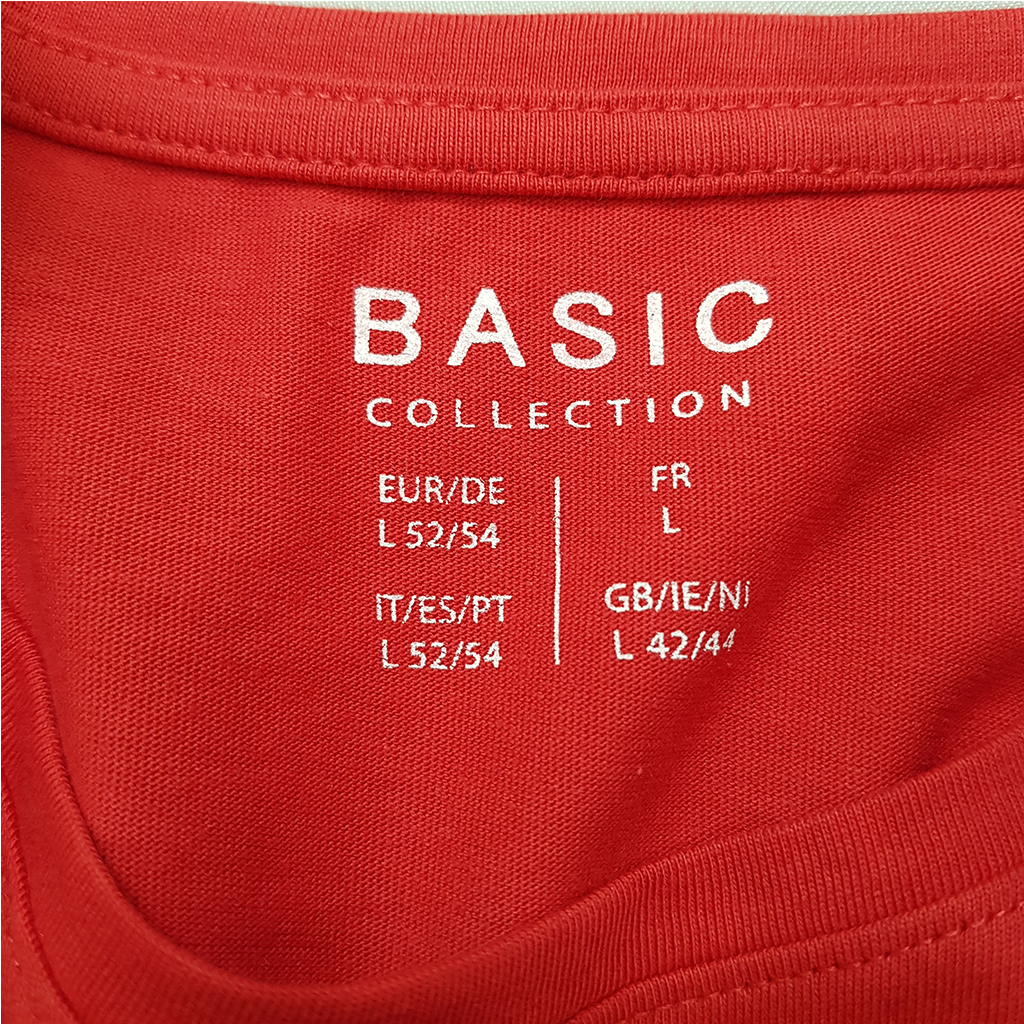 BASIC
COLLECTION
EUR/DE
L 52/54
FR
L
IT/ES/PT
L 52/54
GB/IE/NI
L 42/44